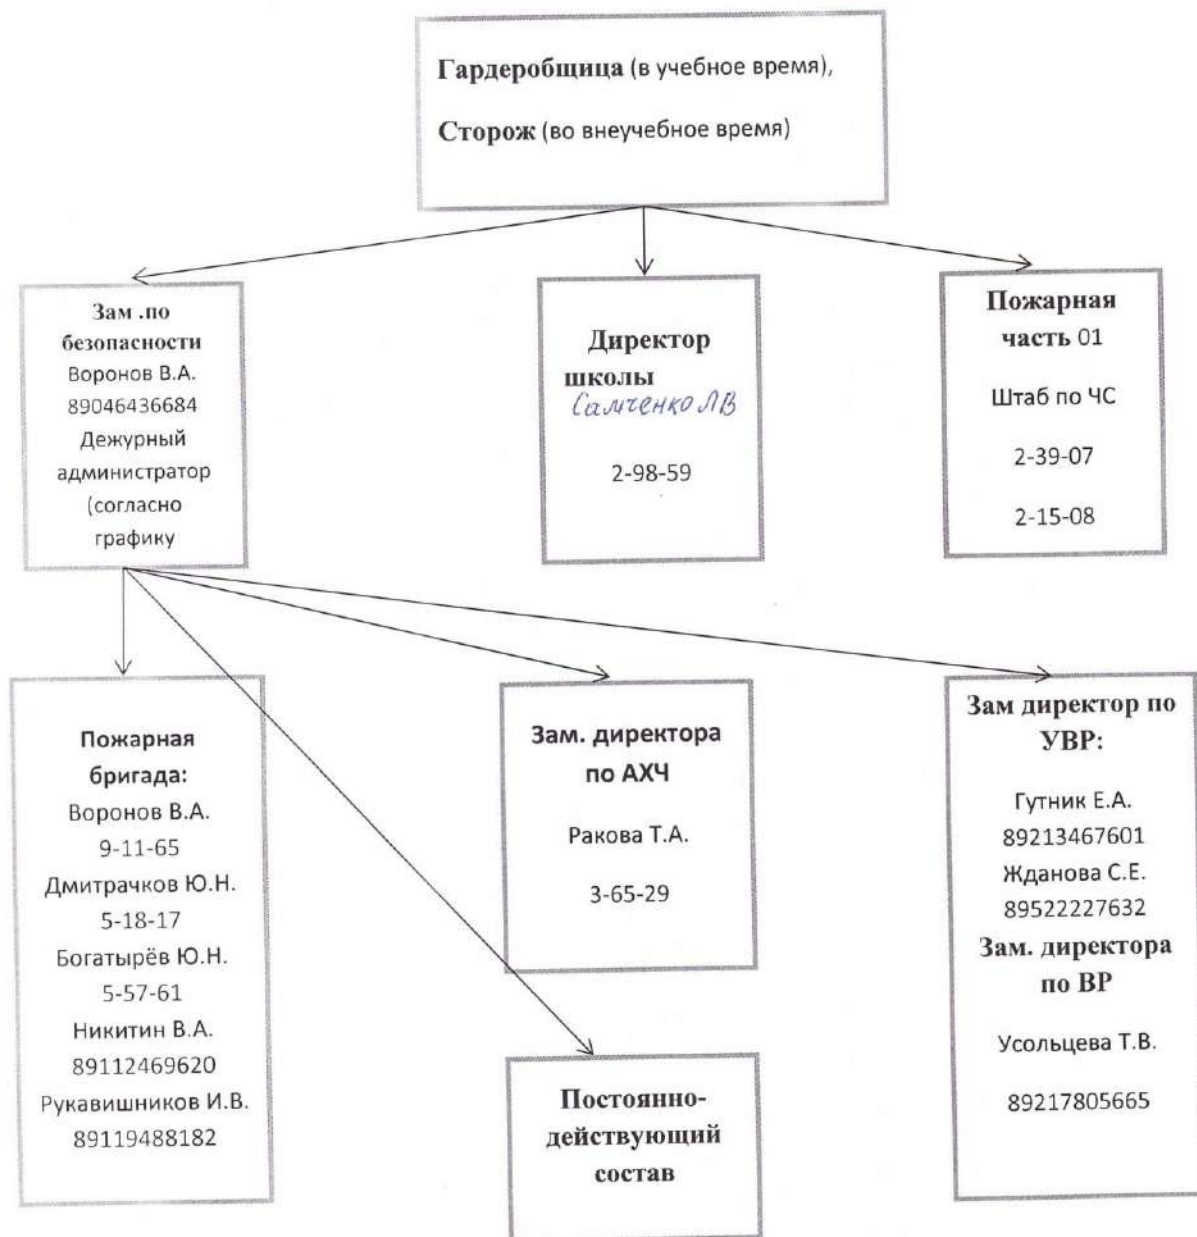 Гардеробщица (в учебное время),
Сторож (во внеучебное время)
Зам .по
безопасности
Воронов В.А.
89046436684
Дежурный
администратор
(согласно
графику
Директор
школы
Самченко ЛВ
2-98-59
Пожарная
часть 01
Штаб по ЧС
2-39-07
2-15-08
Пожарная
бригада:
Воронов В.А.
9-11-65
Дмитрачков Ю.Н.
5-18-17
Богатырёв Ю.Н.
5-57-61
Никитин В.А.
89112469620
Рукавишников И.В.
89119488182
Зам. директора
по АХЧ
Ракова Т.А.
3-65-29
Постоянно-
действующий
состав
Зам директор по
УВР:
Гутник Е.А.
89213467601
Жданова С.Е.
89522227632
Зам. директора
по ВР
Усольцева Т.В.
89217805665